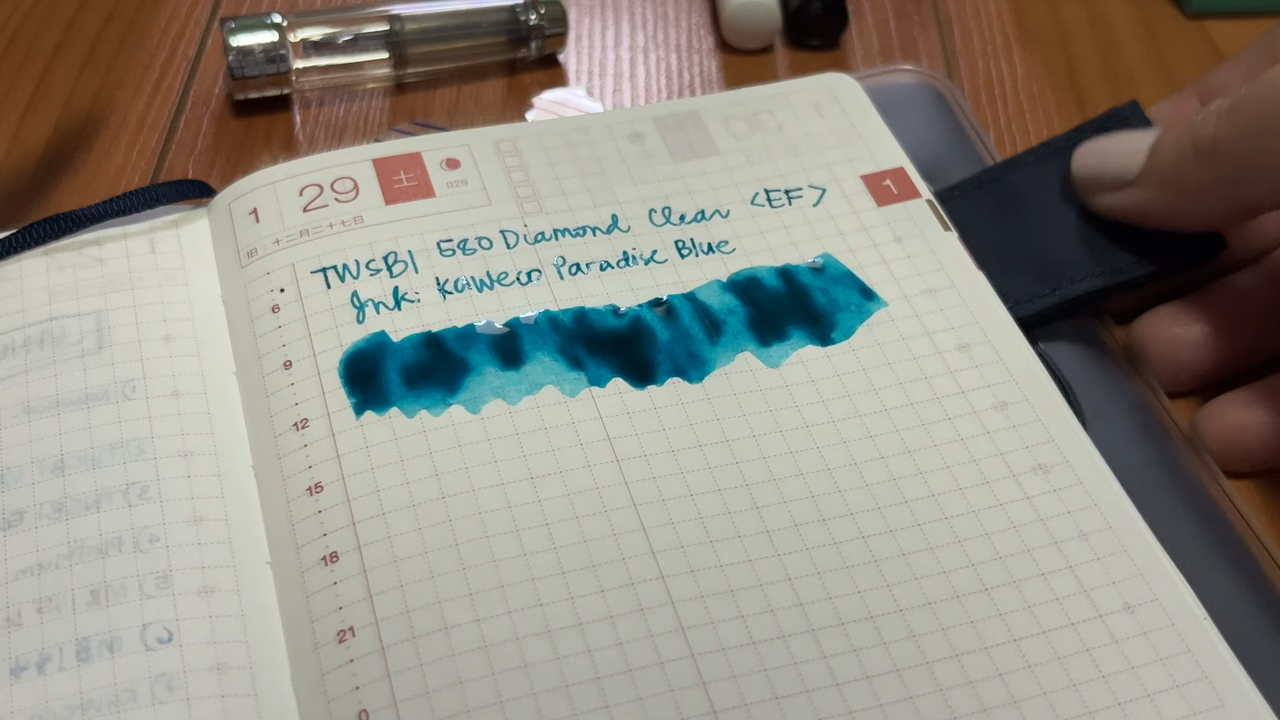 1 29 土
029
旧 十二月二十七日
1
TWSBI 580 Diamond Clear <EF>
Ink: Kaweco Paradise Blue
6
9
12
15
18
21
0